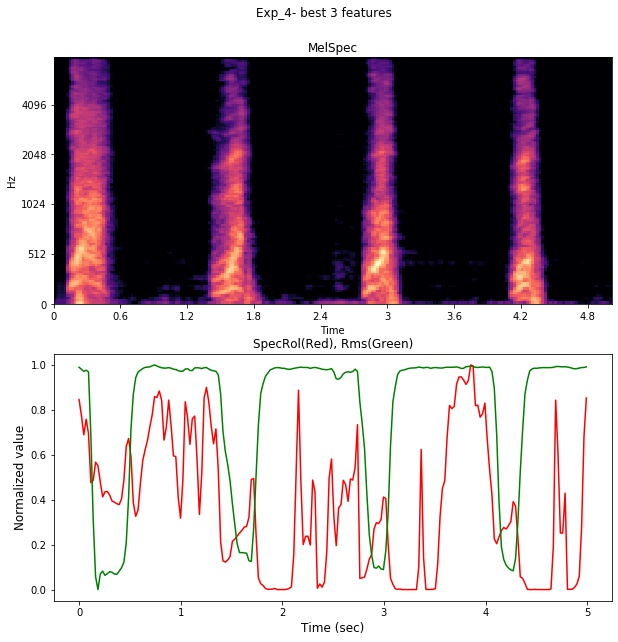 Exp_4- best 3 features
MelSpec
Hz
4096
2048
1024
512
0
0 0.6 1.2 1.8 2.4 3 3.6 4.2 4.8
Time
SpecRol(Red), Rms(Green)
Normalized value
1.0
0.8
0.6
0.4
0.2
0.0
0 1 2 3 4 5
Time (sec)